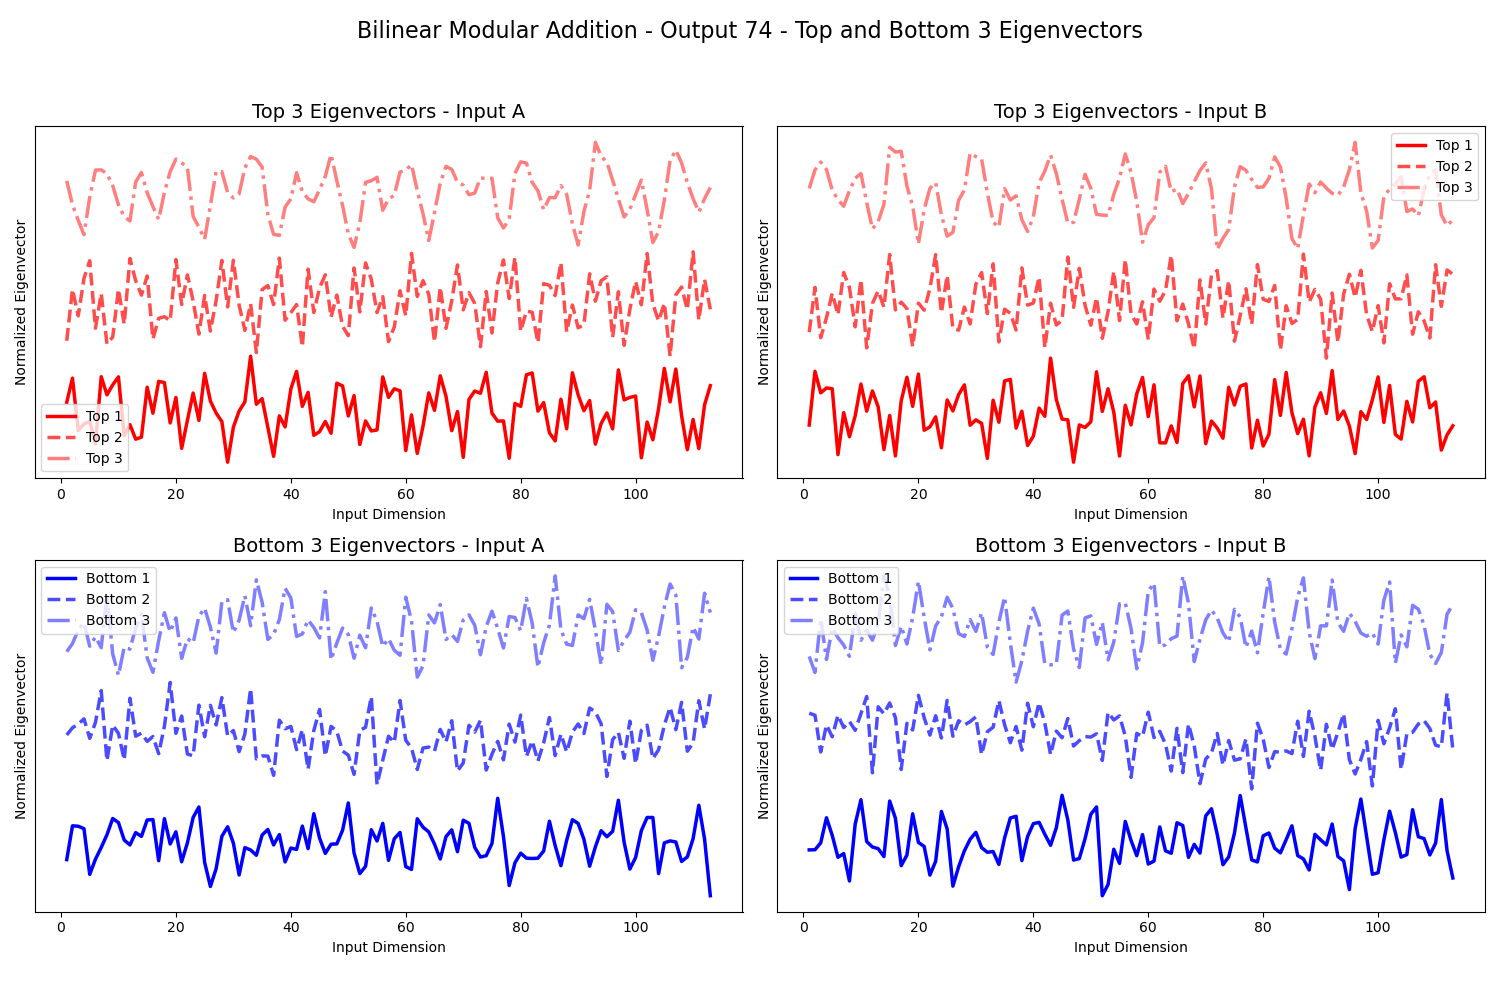 Bilinear Modular Addition - Output 74 - Top and Bottom 3 Eigenvectors
Top 3 Eigenvectors - Input A
Normalized Eigenvector
Top 1
Top 2
Top 3
0 20 40 60 80 100
Input Dimension
Top 3 Eigenvectors - Input B
Normalized Eigenvector
Top 1
Top 2
Top 3
0 20 40 60 80 100
Input Dimension
Bottom 3 Eigenvectors - Input A
Normalized Eigenvector
Bottom 1
Bottom 2
Bottom 3
0 20 40 60 80 100
Input Dimension
Bottom 3 Eigenvectors - Input B
Normalized Eigenvector
Bottom 1
Bottom 2
Bottom 3
0 20 40 60 80 100
Input Dimension